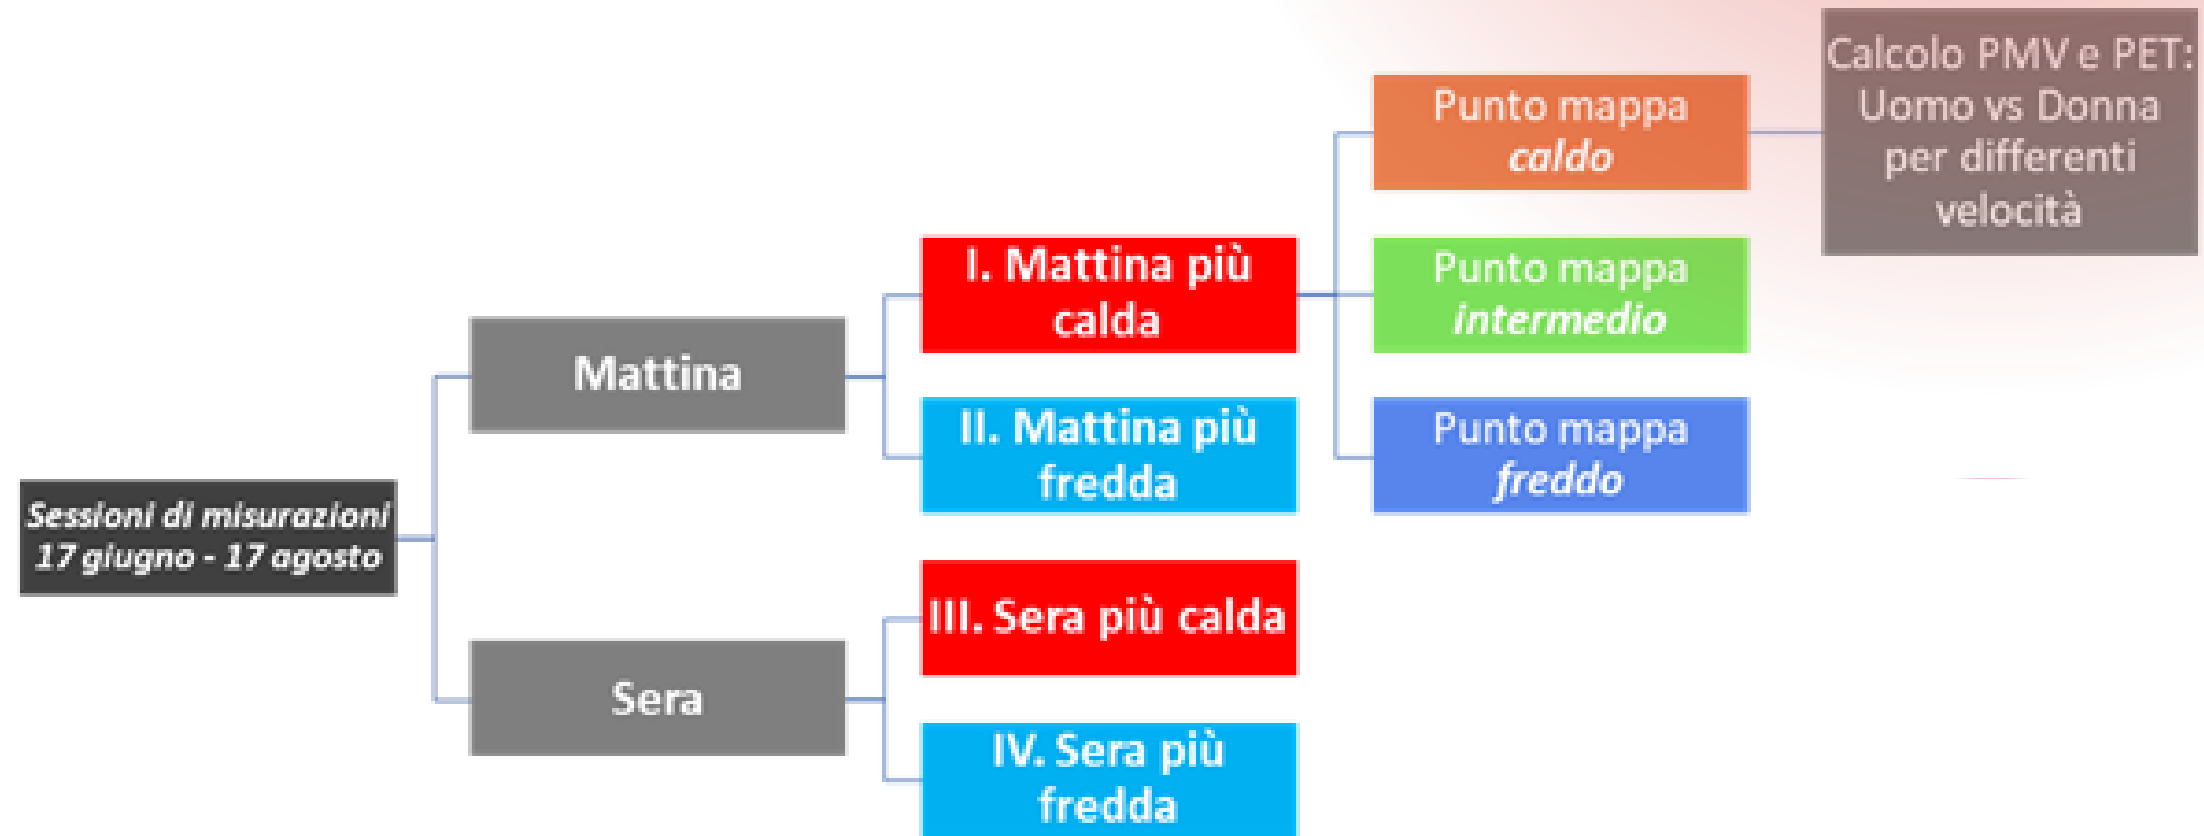 Sessioni di misurazioni
17 giugno - 17 agosto
Mattina
Sera
I. Mattina più
calda
II. Mattina più
fredda
III. Sera più calda
IV. Sera più
fredda
Punto mappa
caldo
Punto mappa
intermedio
Punto mappa
freddo
Calcolo PMV e PET:
Uomo vs Donna
per differenti
velocità